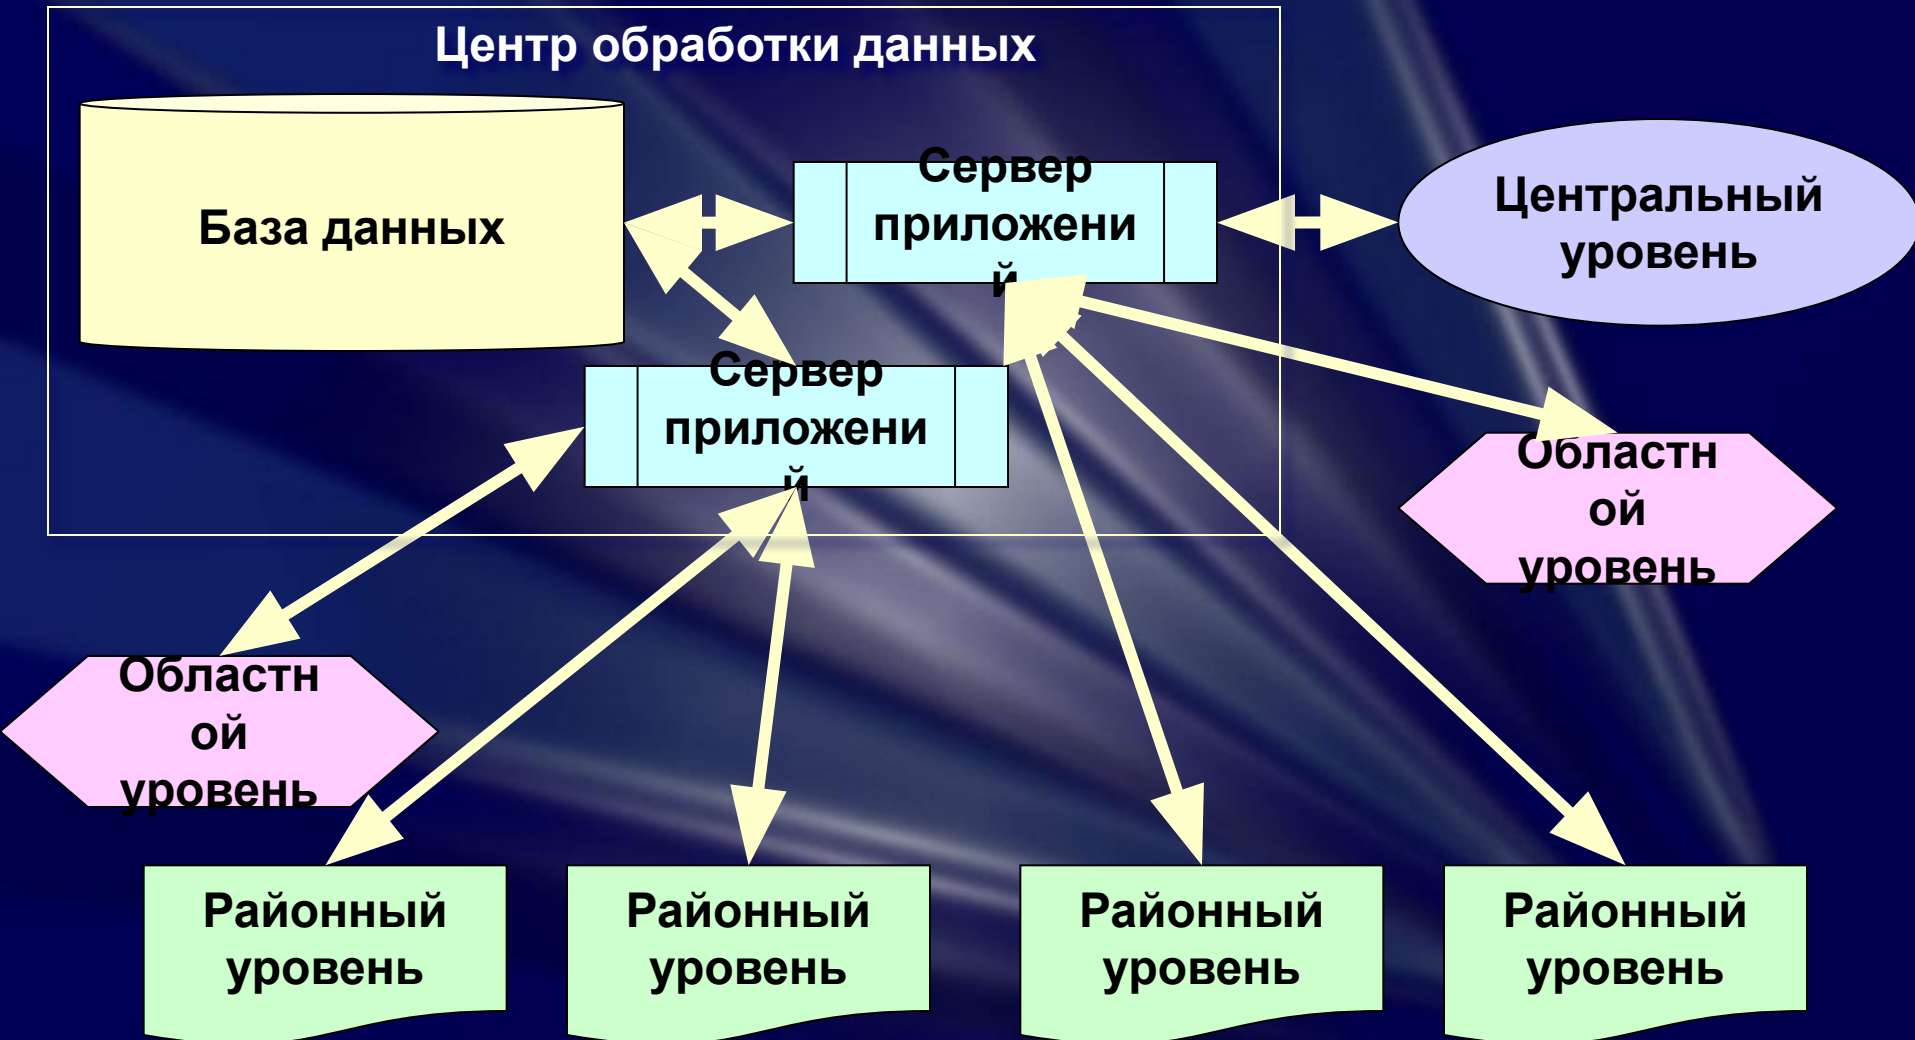 Центр обработки данных
База данных
Сервер
приложени
й
Центральный
уровень
Сервер
приложени
й
Областн
ой
уровень
Областн
ой
уровень
Районный
уровень
Районный
уровень
Районный
уровень
Районный
уровень